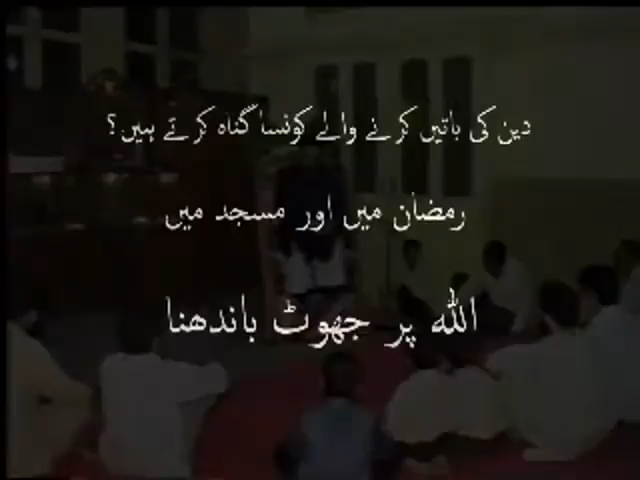 دین کی باتیں کرنے والے کونسا گناہ کرتے ہیں؟
رمضان میں اور مسجد میں
اللہ پر جھوٹ باندھنا